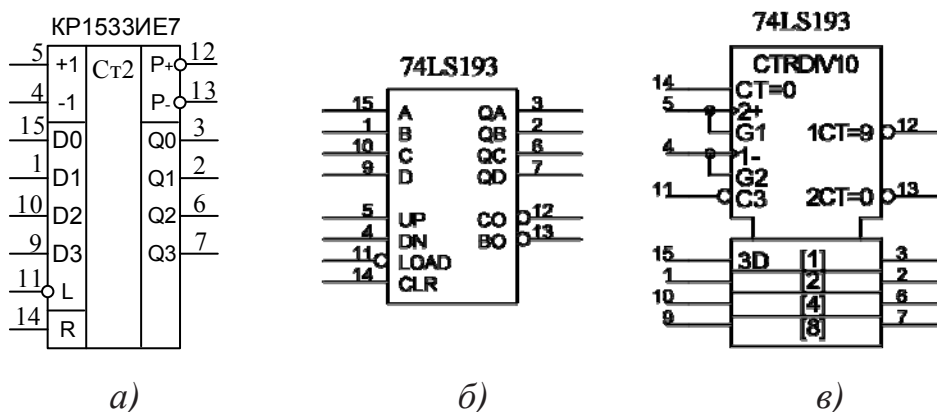 КР1533ИЕ7
5 +1 Ст2 P+ 12
4 -1 P- 13
15 D0 Q0 3
1 D1 Q1 2
10 D2 Q2 6
9 D3 Q3 7
11 L
14 R
а)
74LS193
15 A QA 3
1 B QB 2
10 C QC 6
9 D QD 7
5 UP CO 12
4 DN BO 13
11 LOAD
14 CLR
б)
74LS193
CTRDIV10
14 CT=0
5 2+
G1 1CT=9 12
4 1-
G2
11 C3 2CT=0 13
15 3D [1] 3
1 [2] 2
10 [4] 6
9 [8] 7
в)